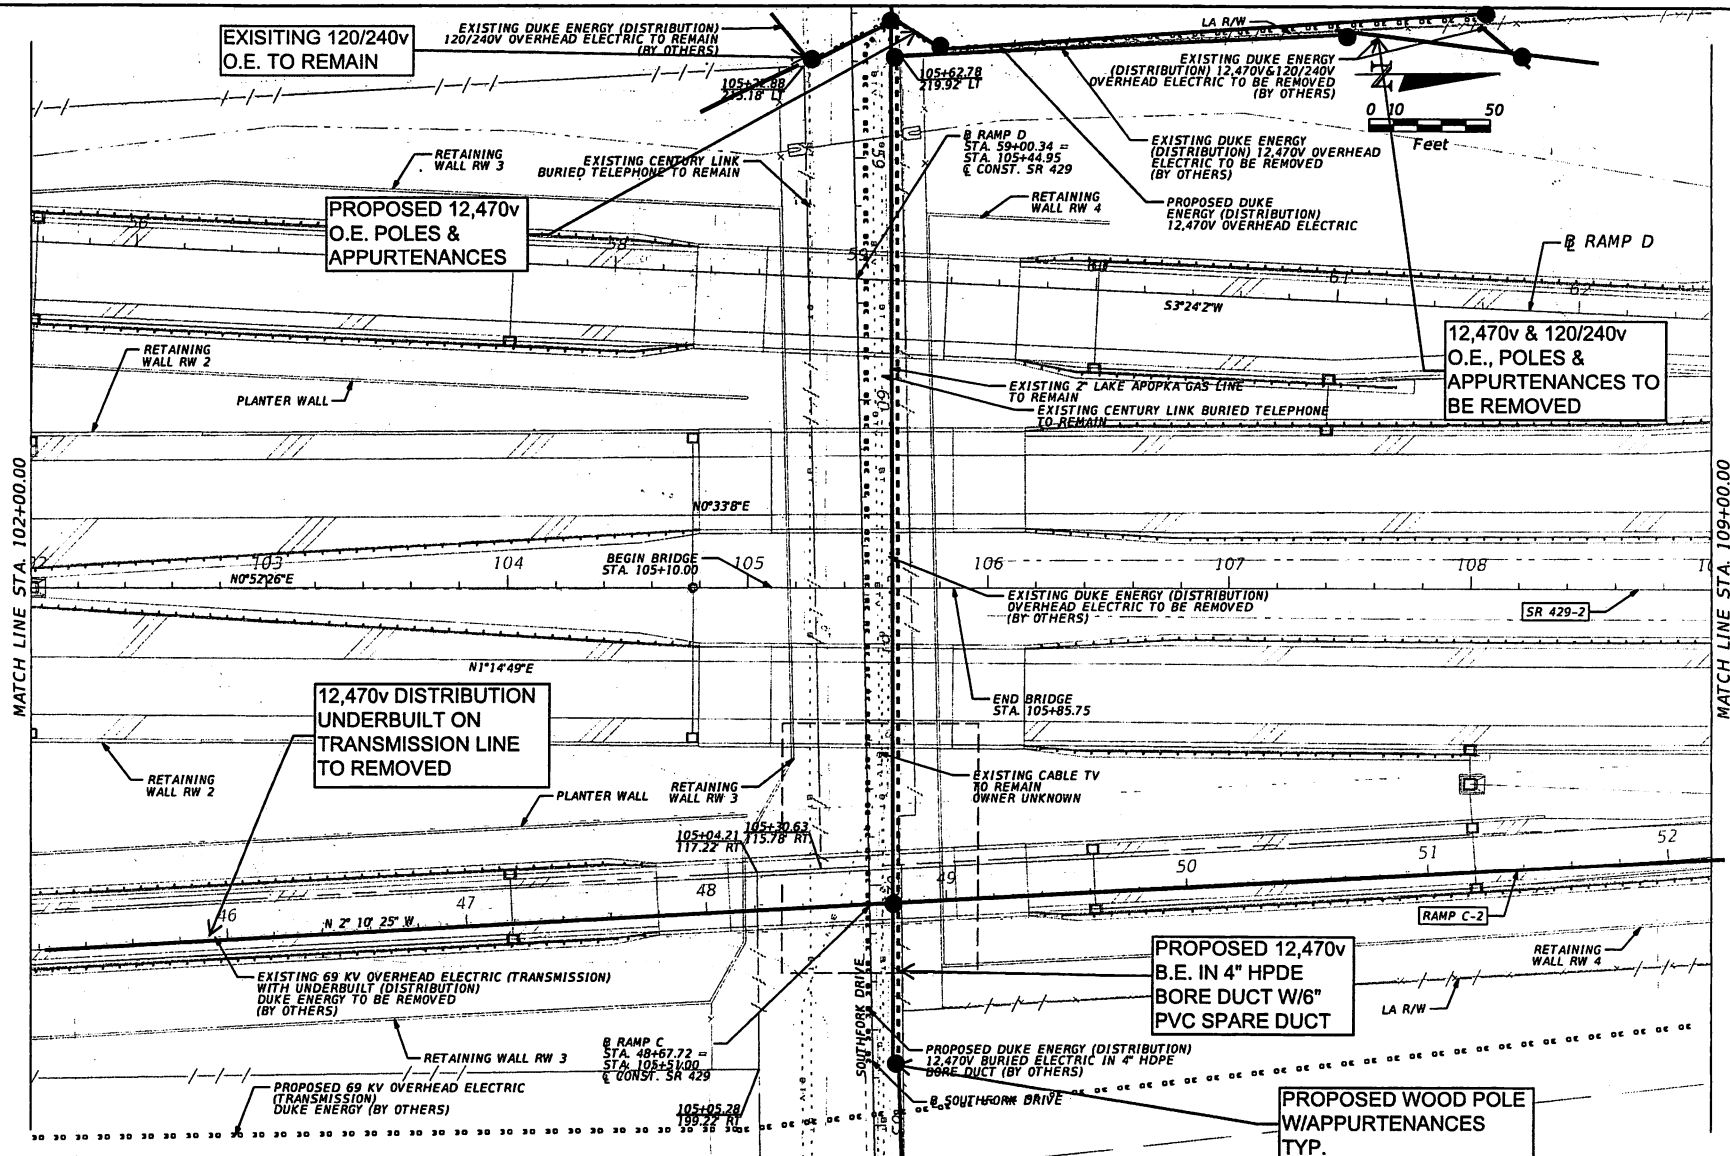 EXISITING 120/240v
O.E. TO REMAIN
EXISTING DUKE ENERGY (DISTRIBUTION)
120/240V OVERHEAD ELECTRIC TO REMAIN
(BY OTHERS)
LA R/W
EXISTING DUKE ENERGY
(DISTRIBUTION) 12,470V&120/240V
OVERHEAD ELECTRIC TO BE REMOVED
(BY OTHERS)
105+62.78
219.92' LT
N
0 10 50
Feet
RETAINING
WALL RW 3
EXISTING CENTURY LINK
BURIED TELEPHONE TO REMAIN
59
B RAMP D
STA. 59+00.34 =
STA. 105+44.95
CONST. SR 429
EXISTING DUKE ENERGY
(DISTRIBUTION) 12,470V OVERHEAD
ELECTRIC TO BE REMOVED
(BY OTHERS)
RETAINING
WALL RW 4
PROPOSED DUKE
ENERGY (DISTRIBUTION)
12,470V OVERHEAD ELECTRIC
PROPOSED 12,470v
O.E. POLES &
APPURTENANCES
58
59
B RAMP D
61
62
S3°24'2"W
12,470v & 120/240v
O.E., POLES &
APPURTENANCES TO
BE REMOVED
RETAINING
WALL RW 2
PLANTER WALL
EXISTING 2" LAKE APOPKA GAS LINE
TO REMAIN
EXISTING CENTURY LINK BURIED TELEPHONE
TO REMAIN
MATCH LINE STA. 102+00.00
MATCH LINE STA. 109+00.00
N0°33'8"E
103
104
105
106
107
108
N0°52'26"E
BEGIN BRIDGE
STA. 105+10.00
EXISTING DUKE ENERGY (DISTRIBUTION)
OVERHEAD ELECTRIC TO BE REMOVED
(BY OTHERS)
SR 429-2
N1°14'49"E
END BRIDGE
STA. 105+85.75
12,470v DISTRIBUTION
UNDERBUILT ON
TRANSMISSION LINE
TO REMOVED
RETAINING
WALL RW 2
PLANTER WALL
RETAINING
WALL RW 3
EXISTING CABLE TV
TO REMAIN
OWNER UNKNOWN
105+04.21
117.22' RT
105+30.63
115.78' RT
46
47
48
49
50
51
52
N 2° 10' 25" W
RAMP C-2
EXISTING 69 KV OVERHEAD ELECTRIC (TRANSMISSION)
WITH UNDERBUILT (DISTRIBUTION)
DUKE ENERGY TO BE REMOVED
(BY OTHERS)
SOUTHFORK DRIVE
PROPOSED 12,470v
B.E. IN 4" HPDE
BORE DUCT W/6"
PVC SPARE DUCT
RETAINING
WALL RW 4
LA R/W
RETAINING WALL RW 3
B RAMP C
STA. 48+67.72 =
STA. 105+51.00
CONST. SR 429
PROPOSED DUKE ENERGY (DISTRIBUTION)
12,470V BURIED ELECTRIC IN 4" HDPE
BORE DUCT (BY OTHERS)
PROPOSED 69 KV OVERHEAD ELECTRIC
(TRANSMISSION)
DUKE ENERGY (BY OTHERS)
B SOUTHFORK DRIVE
105+05.28
199.22' RT
PROPOSED WOOD POLE
W/APPURTENANCES
TYP.